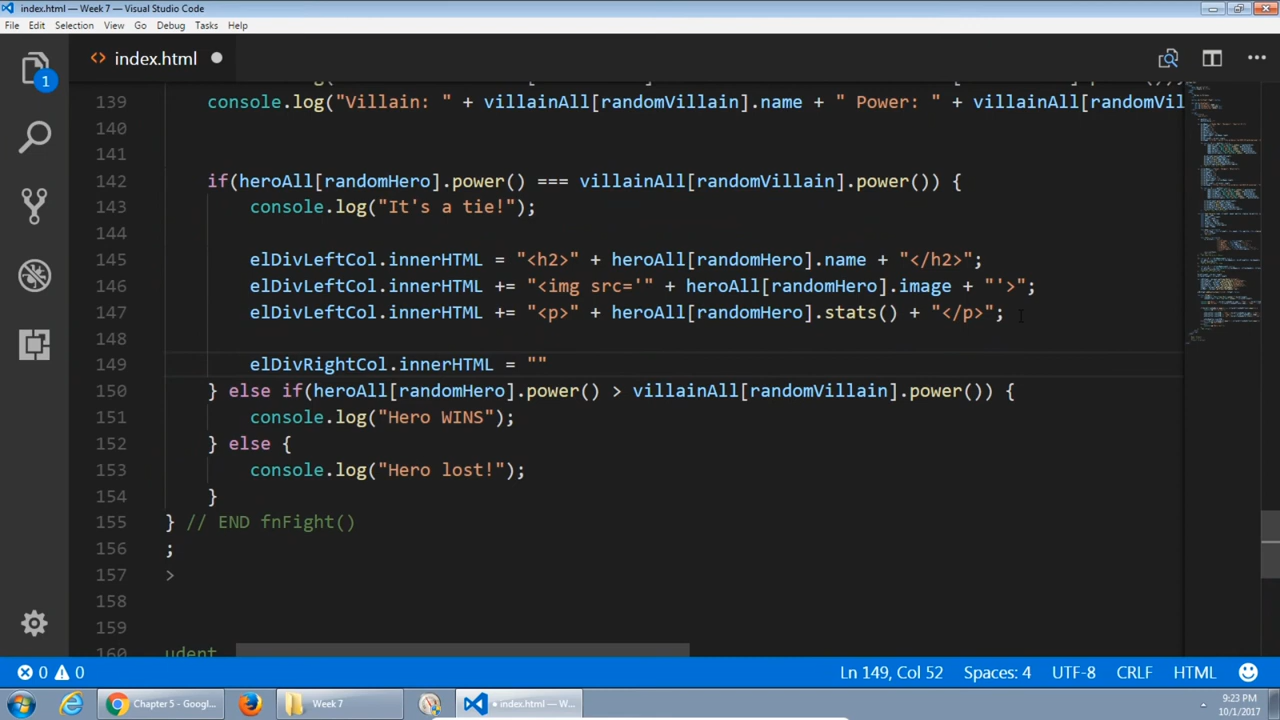 index.html — Week 7 — Visual Studio Code
File Edit Selection View Go Debug Tasks Help
1
<> index.html
139 console.log("Villain: " + villainAll[randomVillain].name + " Power: " + villainAll[randomVil
140
141
142 if(heroAll[randomHero].power() === villainAll[randomVillain].power()) {
143 console.log("It's a tie!");
144
145 elDivLeftCol.innerHTML = "<h2>" + heroAll[randomHero].name + "</h2>";
146 elDivLeftCol.innerHTML += "<img src='" + heroAll[randomHero].image + "'>";
147 elDivLeftCol.innerHTML += "<p>" + heroAll[randomHero].stats() + "</p>";
148
149 elDivRightCol.innerHTML = ""
150 } else if(heroAll[randomHero].power() > villainAll[randomVillain].power()) {
151 console.log("Hero WINS");
152 } else {
153 console.log("Hero lost!");
154 }
155 } // END fnFight()
156 ;
157 >
158
159
160 udent
0 0 Ln 149, Col 52 Spaces: 4 UTF-8 CRLF HTML
Chapter 5 - Googl... Week 7 index.html — W... 9:23 PM
10/1/2017